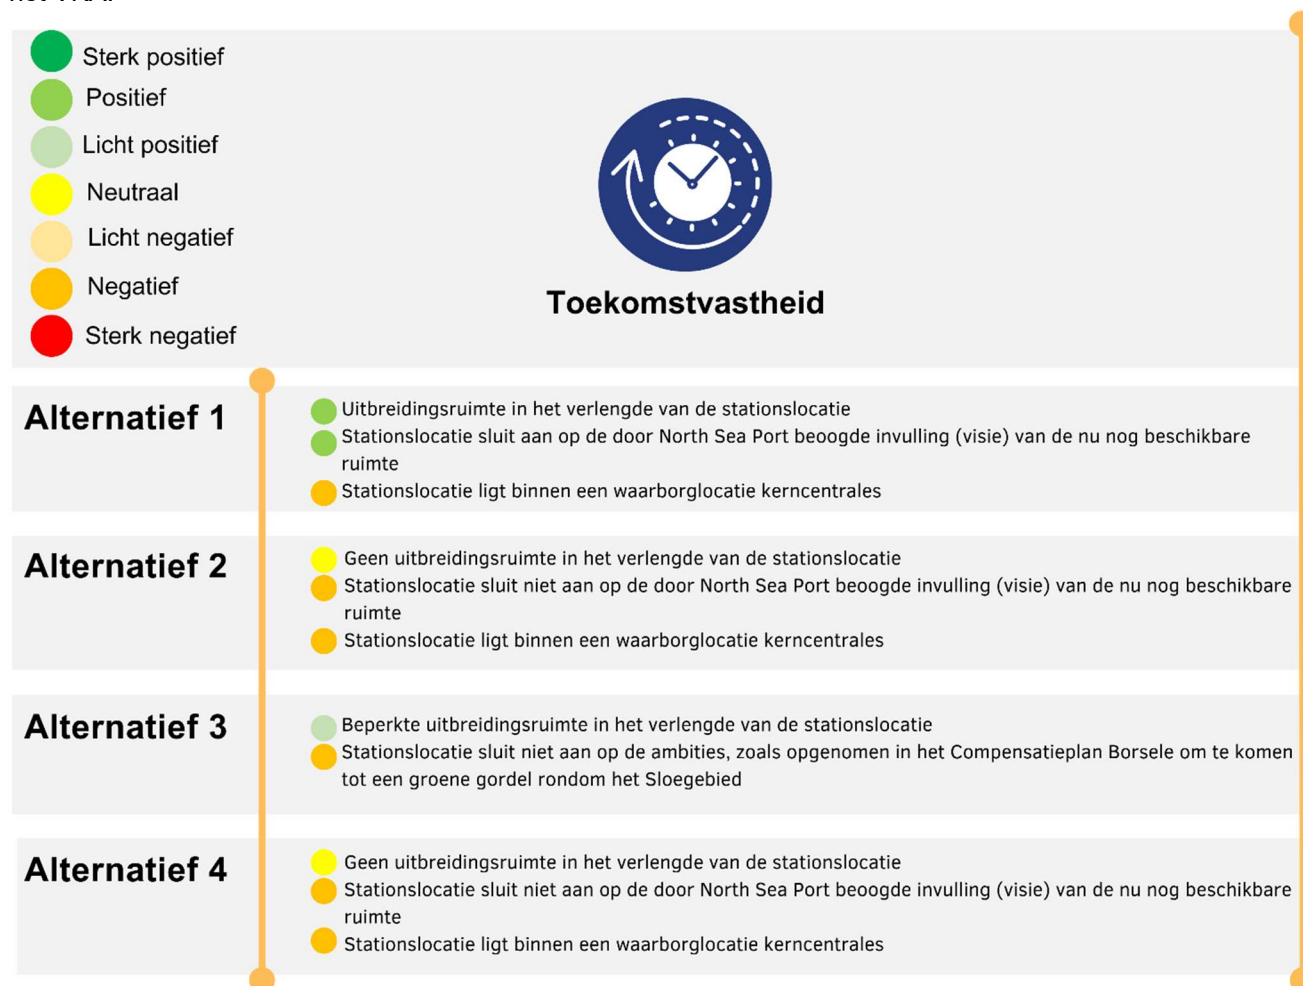 Sterk positief
Positief
Licht positief
Neutraal
Licht negatief
Negatief
Sterk negatief
Toekomstvastheid
Alternatief 1
Uitbreidingsruimte in het verlengde van de stationslocatie
Stationslocatie sluit aan op de door North Sea Port beoogde invulling (visie) van de nu nog beschikbare
ruimte
Stationslocatie ligt binnen een waarborglocatie kerncentrales
Alternatief 2
Geen uitbreidingsruimte in het verlengde van de stationslocatie
Stationslocatie sluit niet aan op de door North Sea Port beoogde invulling (visie) van de nu nog beschikbare
ruimte
Stationslocatie ligt binnen een waarborglocatie kerncentrales
Alternatief 3
Beperkte uitbreidingsruimte in het verlengde van de stationslocatie
Stationslocatie sluit niet aan op de ambities, zoals opgenomen in het Compensatieplan Borsele om te komen
tot een groene gordel rondom het Sloegebied
Alternatief 4
Geen uitbreidingsruimte in het verlengde van de stationslocatie
Stationslocatie sluit niet aan op de door North Sea Port beoogde invulling (visie) van de nu nog beschikbare
ruimte
Stationslocatie ligt binnen een waarborglocatie kerncentrales